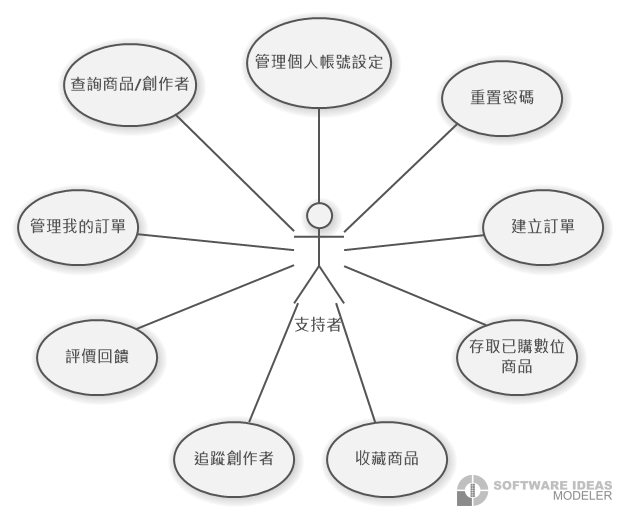 管理個人帳號設定
查詢商品/創作者
重置密碼
管理我的訂單
建立訂單
支持者
評價回饋
存取已購數位
商品
追蹤創作者
收藏商品
SOFTWARE IDEAS
MODELER